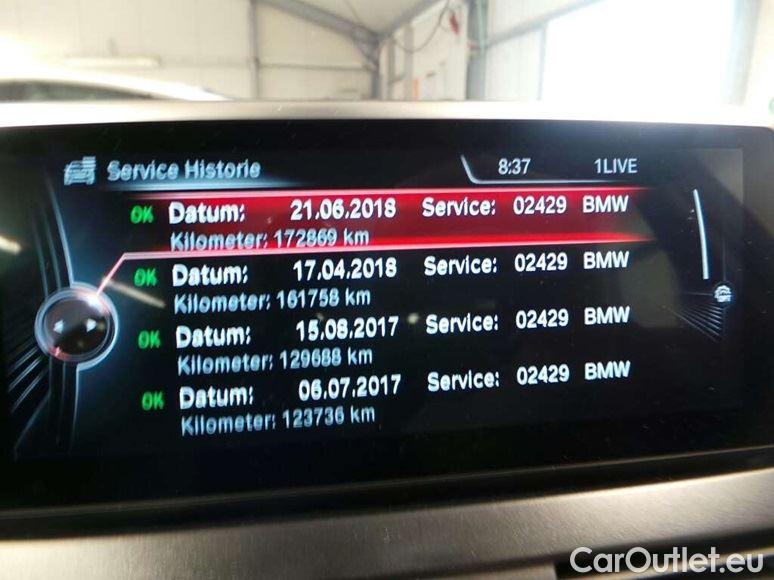 Service Historie 8:37 1LIVE
OK Datum: 21.06.2018 Service: 02429 BMW
Kilometer: 172869 km
OK Datum: 17.04.2018 Service: 02429 BMW
Kilometer: 161758 km
OK Datum: 15.08.2017 Service: 02429 BMW
Kilometer: 129688 km
OK Datum: 06.07.2017 Service: 02429 BMW
Kilometer: 123736 km
CarOutlet.eu